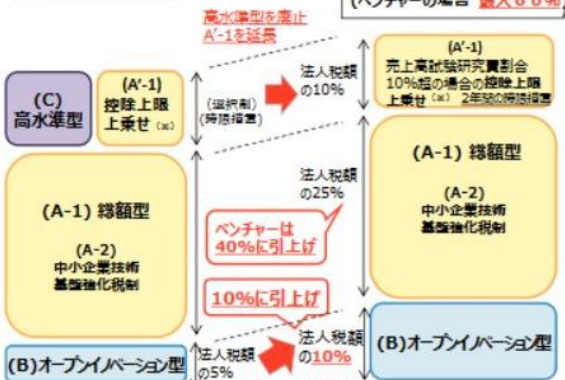 (ベンチャーの場合 最大60%)
高水準型を廃止
A'-1を延長
(C)
高水準型
(A'-1)
控除上限
上乗せ(※)
(選択制)
(時限措置)
法人税額
の10%
(A'-1)
売上高試験研究費割合
10%超の場合の控除上限
上乗せ(※) 2年間の時限措置
(A-1) 総額型
(A-2)
中小企業技術
基盤強化税制
法人税額
の25%
ベンチャーは
40%に引上げ
(A-1) 総額型
(A-2)
中小企業技術
基盤強化税制
10%に引上げ
(B)オープンイノベーション型
法人税額
の5%
法人税額
の10%
(B)オープンイノベーション型